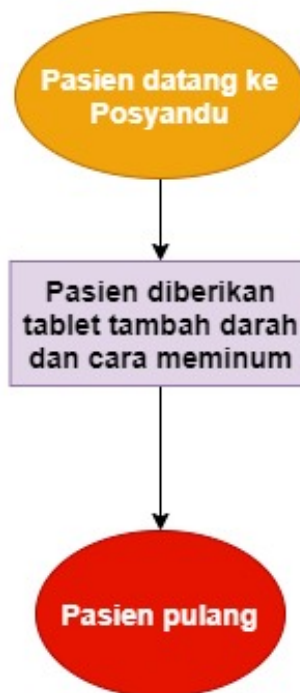 Pasien datang ke
Posyandu
Pasien diberikan
tablet tambah darah
dan cara meminum
Pasien pulang